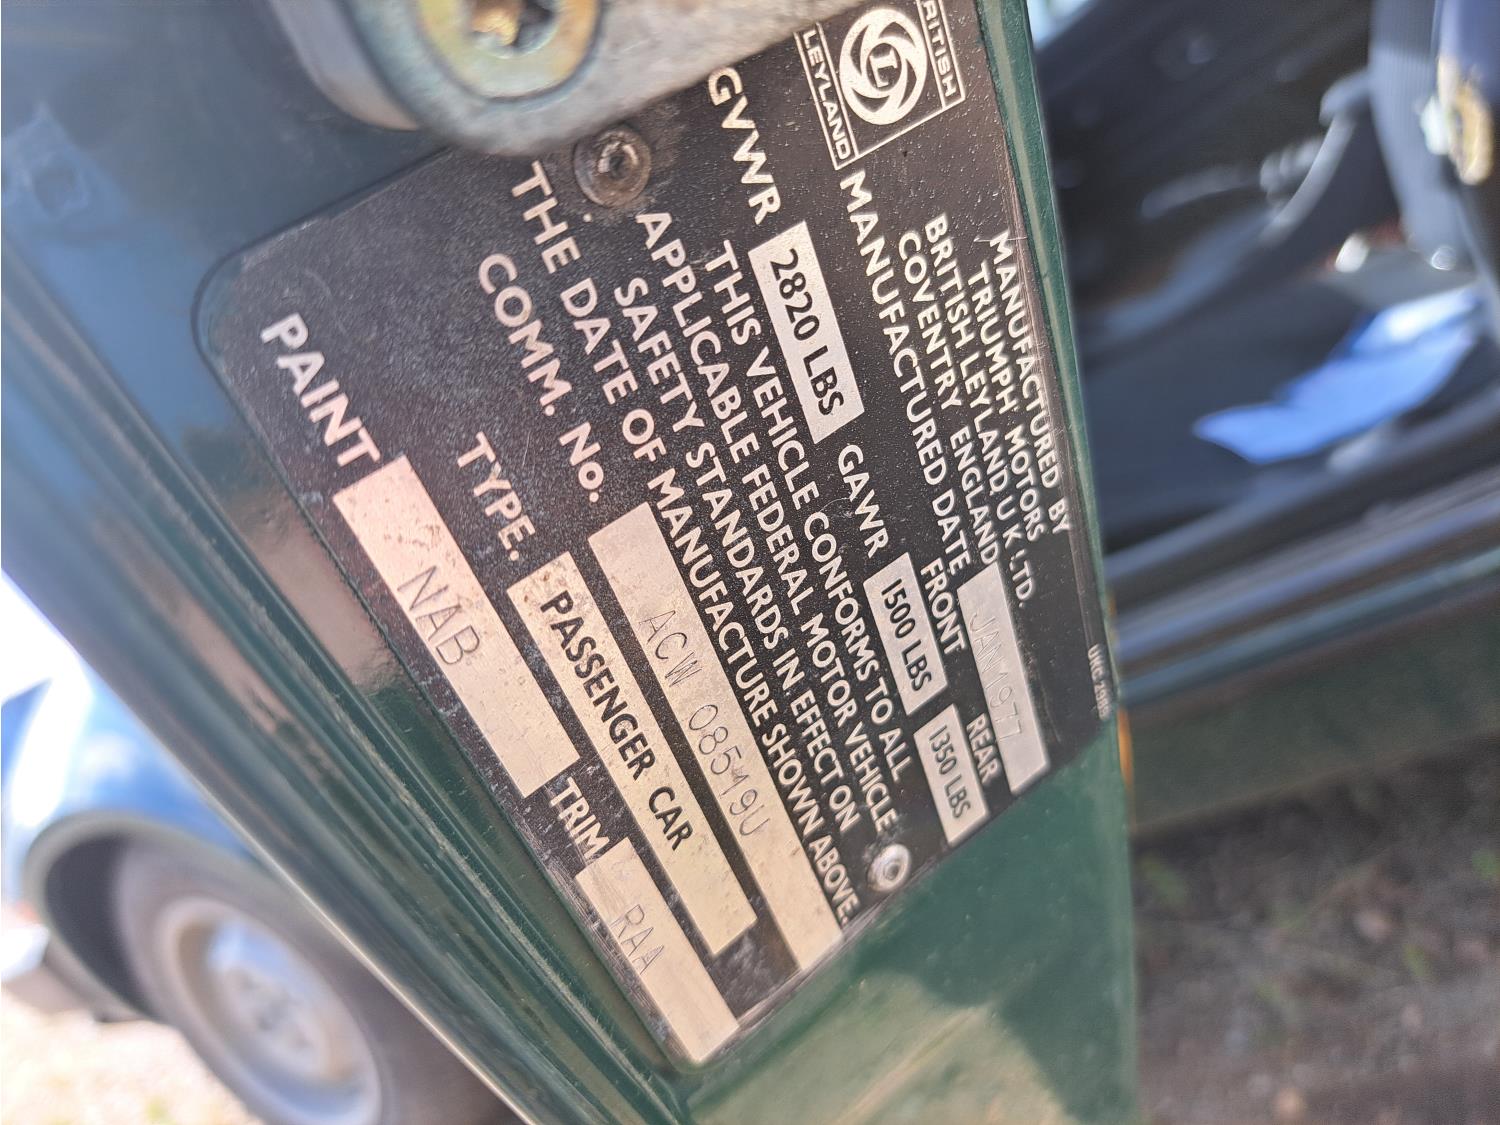 BRITISH
LEYLAND
L
MANUFACTURED BY
TRIUMPH MOTORS
BRITISH LEYLAND U K LTD.
COVENTRY ENGLAND
MANUFACTURED DATE JAN 1977
GVWR 2820 LBS GAWR FRONT 1500 LBS REAR 1350 LBS
THIS VEHICLE CONFORMS TO ALL
APPLICABLE FEDERAL MOTOR VEHICLE
SAFETY STANDARDS IN EFFECT ON
THE DATE OF MANUFACTURE SHOWN ABOVE.
COMM. No. ACW 08519U
TYPE. PASSENGER CAR
PAINT NAB TRIM RAA